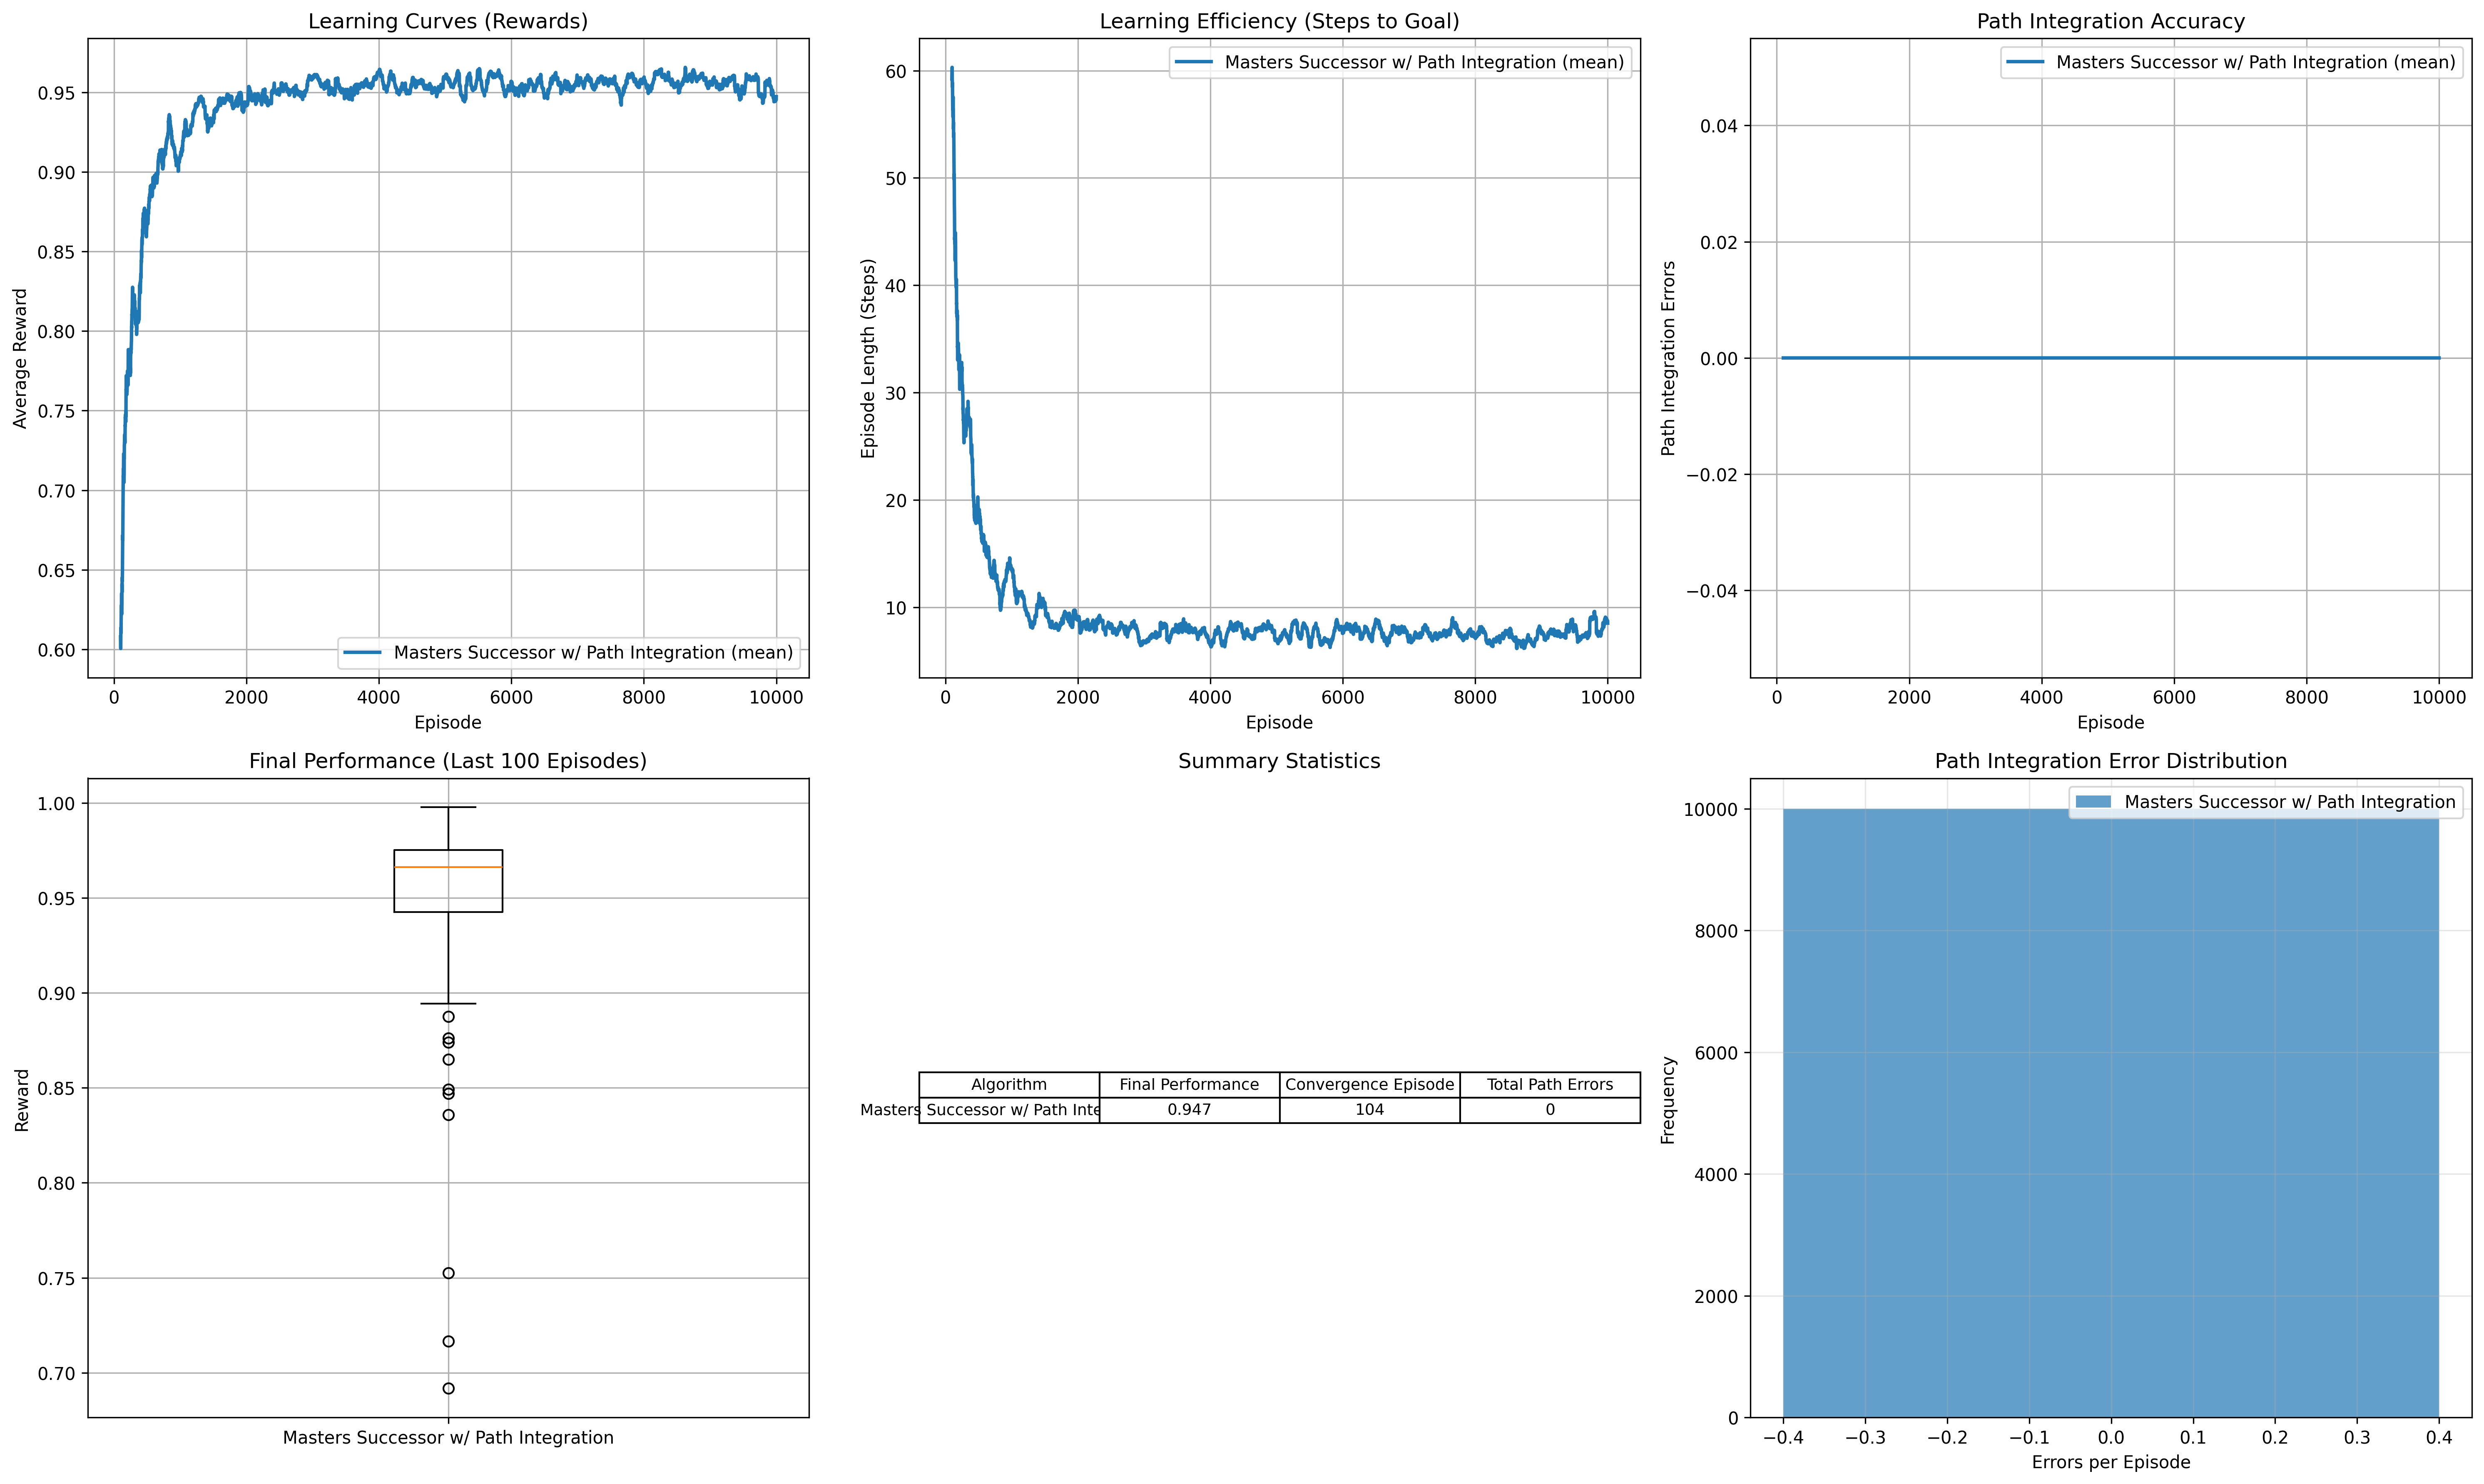 Learning Curves (Rewards)
Average Reward
0.95
0.90
0.85
0.80
0.75
0.70
0.65
0.60
Masters Successor w/ Path Integration (mean)
0 2000 4000 6000 8000 10000
Episode
Learning Efficiency (Steps to Goal)
Episode Length (Steps)
60
50
40
30
20
10
Masters Successor w/ Path Integration (mean)
0 2000 4000 6000 8000 10000
Episode
Path Integration Accuracy
Path Integration Errors
0.04
0.02
0.00
−0.02
−0.04
Masters Successor w/ Path Integration (mean)
0 2000 4000 6000 8000 10000
Episode
Final Performance (Last 100 Episodes)
Reward
1.00
0.95
0.90
0.85
0.80
0.75
0.70
Masters Successor w/ Path Integration
Summary Statistics
Algorithm Final Performance Convergence Episode Total Path Errors
Masters Successor w/ Path Inte 0.947 104 0
Path Integration Error Distribution
Frequency
10000
8000
6000
4000
2000
0
Masters Successor w/ Path Integration
−0.4 −0.3 −0.2 −0.1 0.0 0.1 0.2 0.3 0.4
Errors per Episode